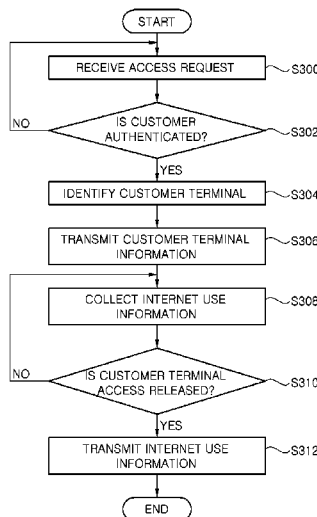 START
RECEIVE ACCESS REQUEST
S300
IS CUSTOMER
AUTHENTICATED?
S302
NO
YES
IDENTIFY CUSTOMER TERMINAL
S304
TRANSMIT CUSTOMER TERMINAL
INFORMATION
S306
COLLECT INTERNET USE
INFORMATION
S308
IS CUSTOMER TERMINAL
ACCESS RELEASED?
S310
NO
YES
TRANSMIT INTERNET USE
INFORMATION
S312
END